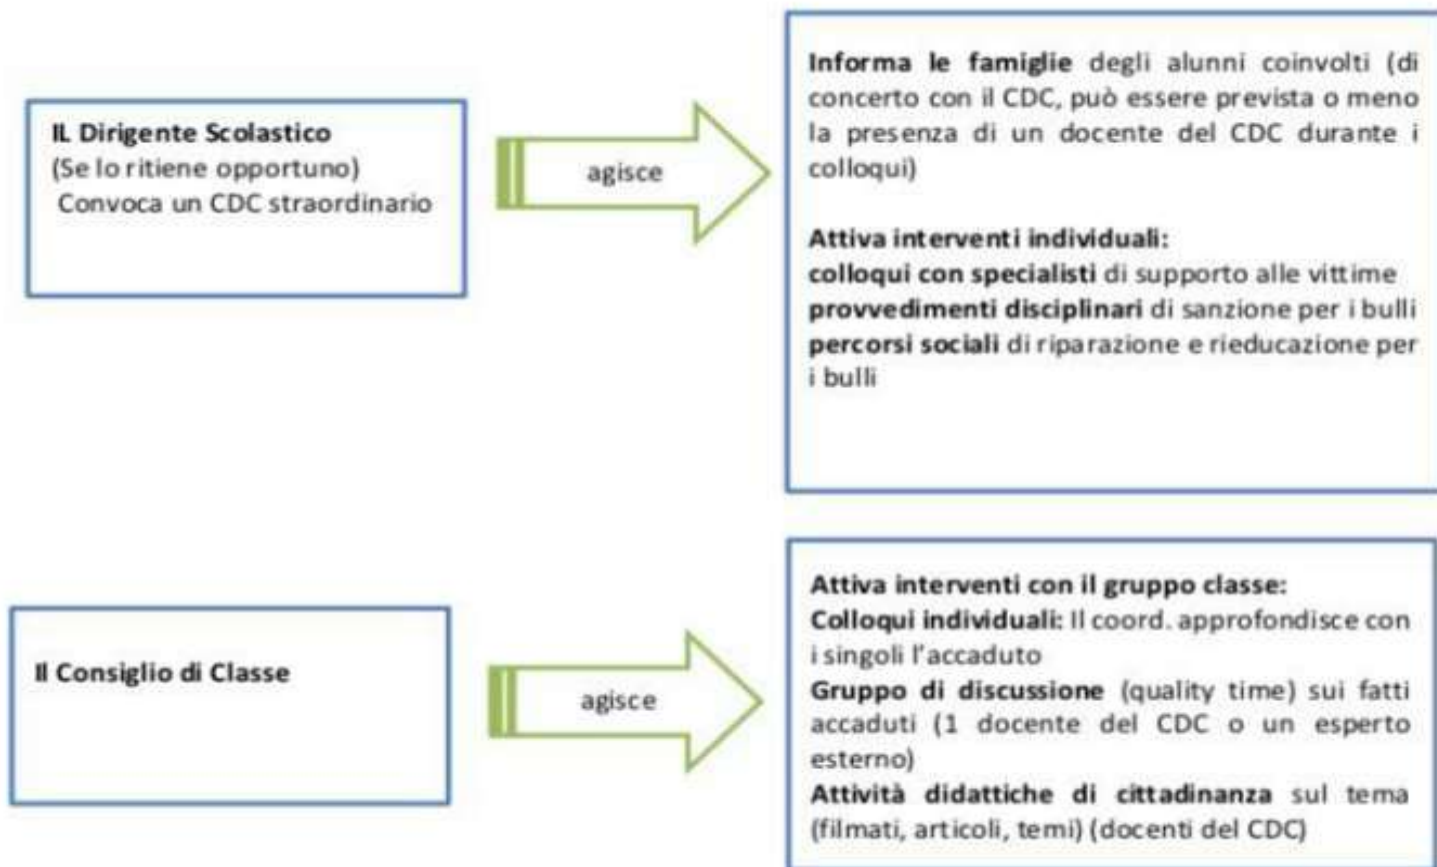 IL Dirigente Scolastico
(Se lo ritiene opportuno)
Convoca un CDC straordinario
agisce
Informa le famiglie degli alunni coinvolti (di
concerto con il CDC, può essere prevista o meno
la presenza di un docente del CDC durante i
colloqui)
Attiva interventi individuali:
colloqui con specialisti di supporto alle vittime
provvedimenti disciplinari di sanzione per i bulli
percorsi sociali di riparazione e rieducazione per
i bulli
Il Consiglio di Classe
agisce
Attiva interventi con il gruppo classe:
Colloqui individuali: Il coord. approfondisce con
i singoli l'accaduto
Gruppo di discussione (quality time) sui fatti
accaduti (1 docente del CDC o un esperto
esterno)
Attività didattiche di cittadinanza sul tema
(filmati, articoli, temi) (docenti del CDC)